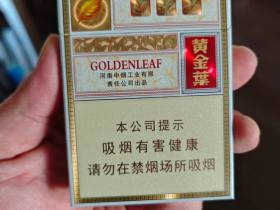 GOLDENLEAF
河南中烟工业有限
责任公司出品
黄金葉
本公司提示
吸烟有害健康
请勿在禁烟场所吸烟